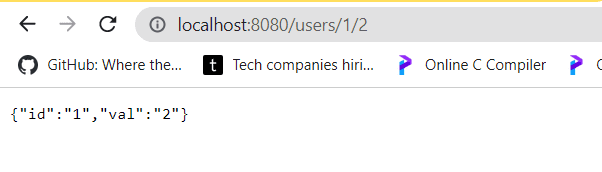 localhost:8080/users/1/2
GitHub: Where the... t Tech companies hiri... Online C Compiler
{"id":"1","val":"2"}